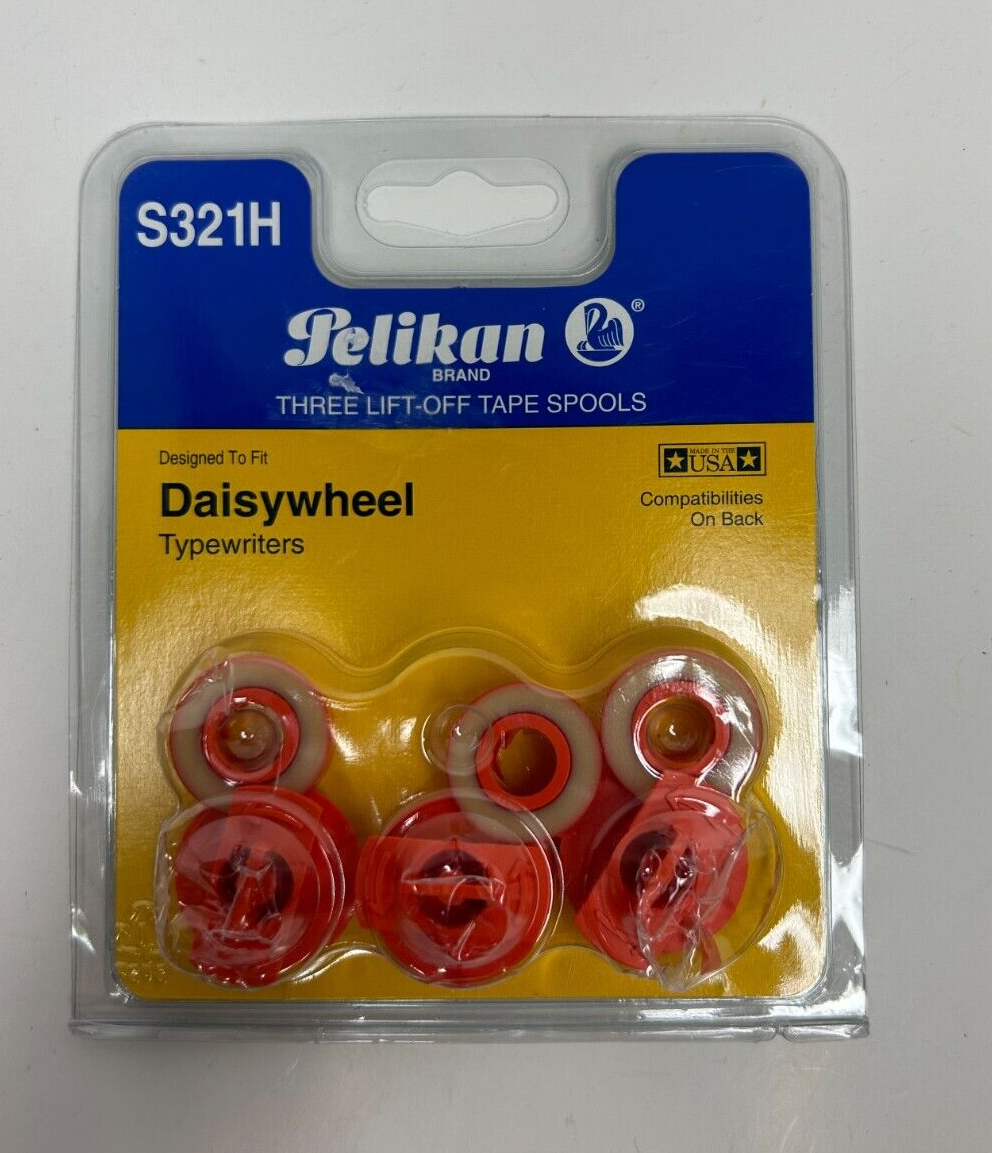 S321H
Pelikan ®
BRAND
THREE LIFT-OFF TAPE SPOOLS
Designed To Fit
Daisywheel
Typewriters
MADE IN THE
USA
Compatibilities
On Back